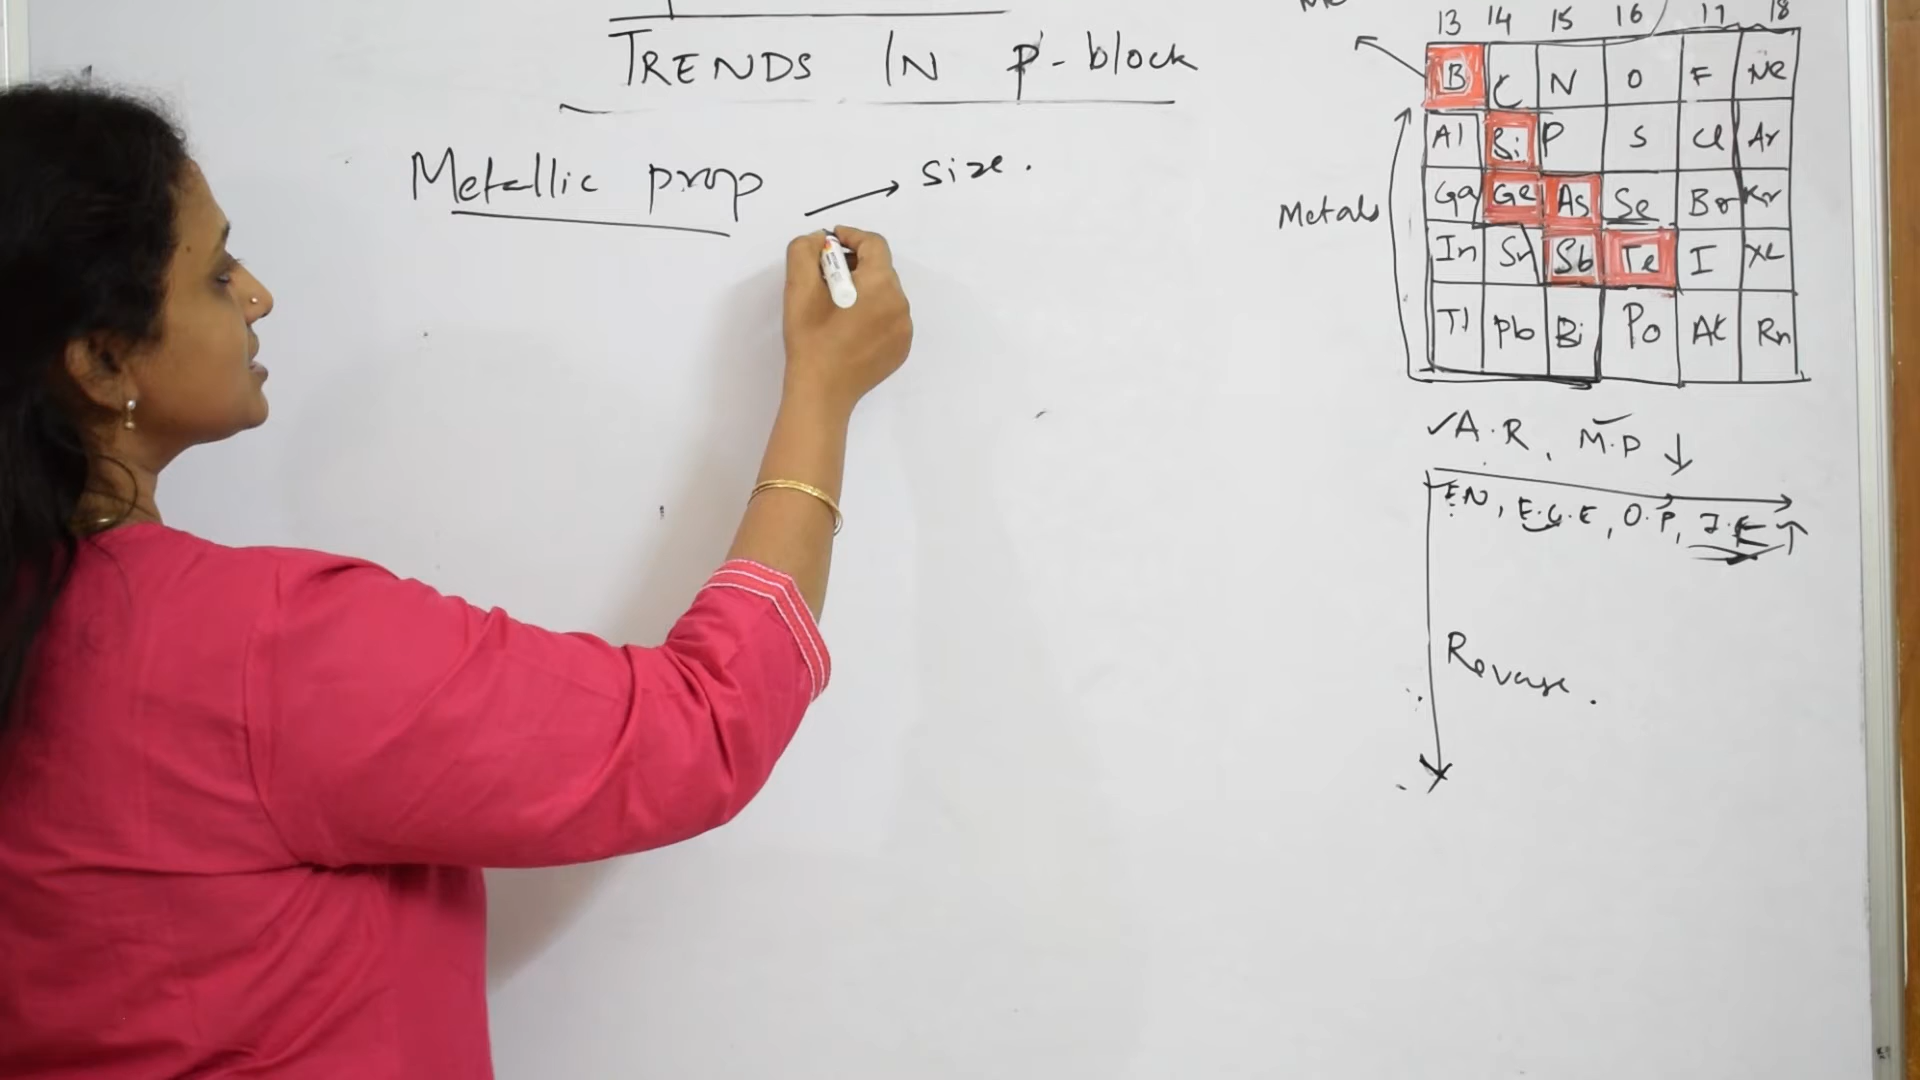 TRENDS IN p-block
Metallic prop
size.
13 14 15 16 17 18
B C N O F Ne
Al Si P S Cl Ar
Ga Ge As Se Br Kr
In Sn Sb Te I Xe
Tl Pb Bi Po At Rn
Metals
A.R, M.P ↓
EN, E.G.E, O.P, I.E ↑
Reverse.